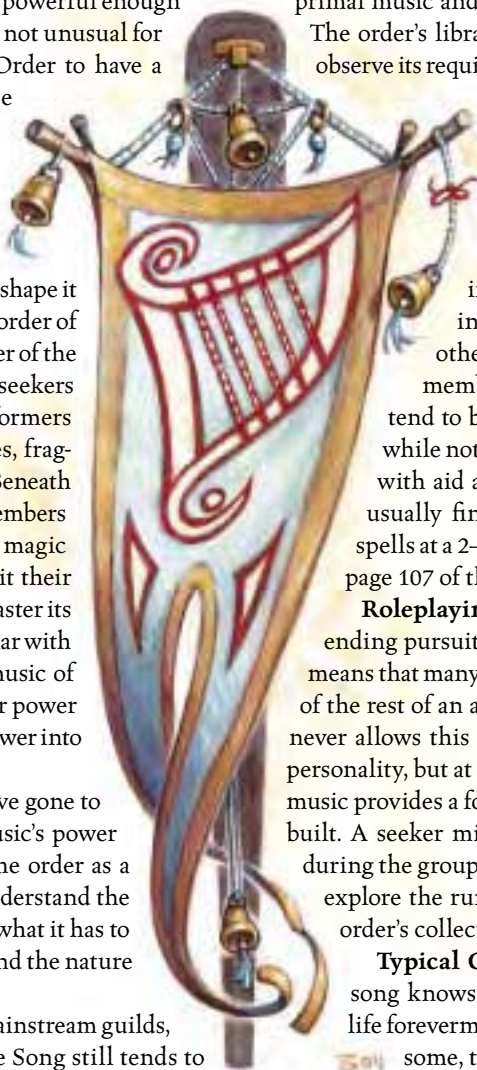 powerful enough
not unusual for
Order to have a
e
shape it
order of
er of the
seekers
formers
es, frag-
Beneath
embers
magic
it their
aster its
ar with
music of
r power
wer into
ve gone to
usic's power
he order as a
derstand the
what it has to
nd the nature
ainstream guilds,
e Song still tends to
primal music and
The order's libra
observe its requi
i
in
othe
memb
tend to b
while not
with aid a
usually fin
spells at a 2–
page 107 of th
Roleplayin
ending pursuit
means that many
of the rest of an a
never allows this
personality, but at
music provides a fo
built. A seeker mi
during the group
explore the ru
order's collect
Typical C
song knows
life foreverm
some, t